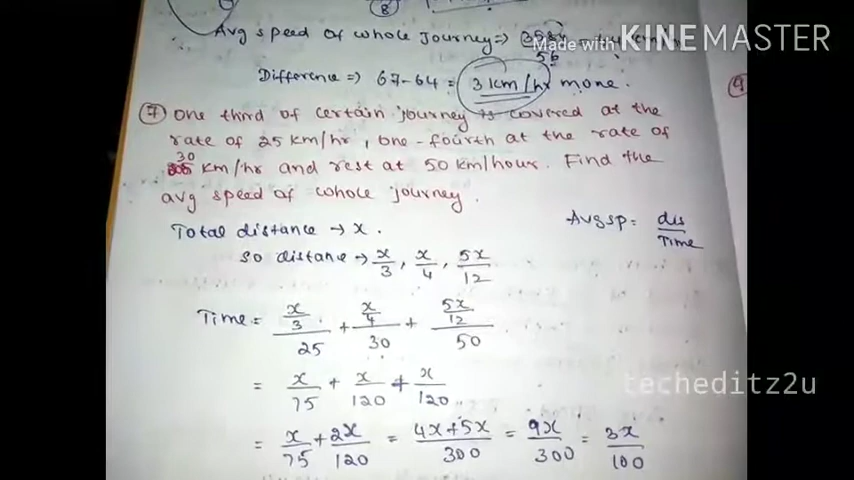 8
Avg speed of whole journey ⇒ 358x
56
Made with KINEMASTER
Difference ⇒ 67-64 = 3 km/hr more.
9
7 One third of certain journey is covered at the
rate of 25 km/hr, one-fourth at the rate of
30 km/hr and rest at 50 km/hour. Find the
avg speed of whole journey.
Total distance → x.
Avg sp = dis/Time
so distance → x/3, x/4, 5x/12
Time = x/3/25 + x/4/30 + 5x/12/50
= x/75 + x/120 + x/120
techeditz2u
= x/75 + 2x/120 = 4x+5x/300 = 9x/300 = 3x/100